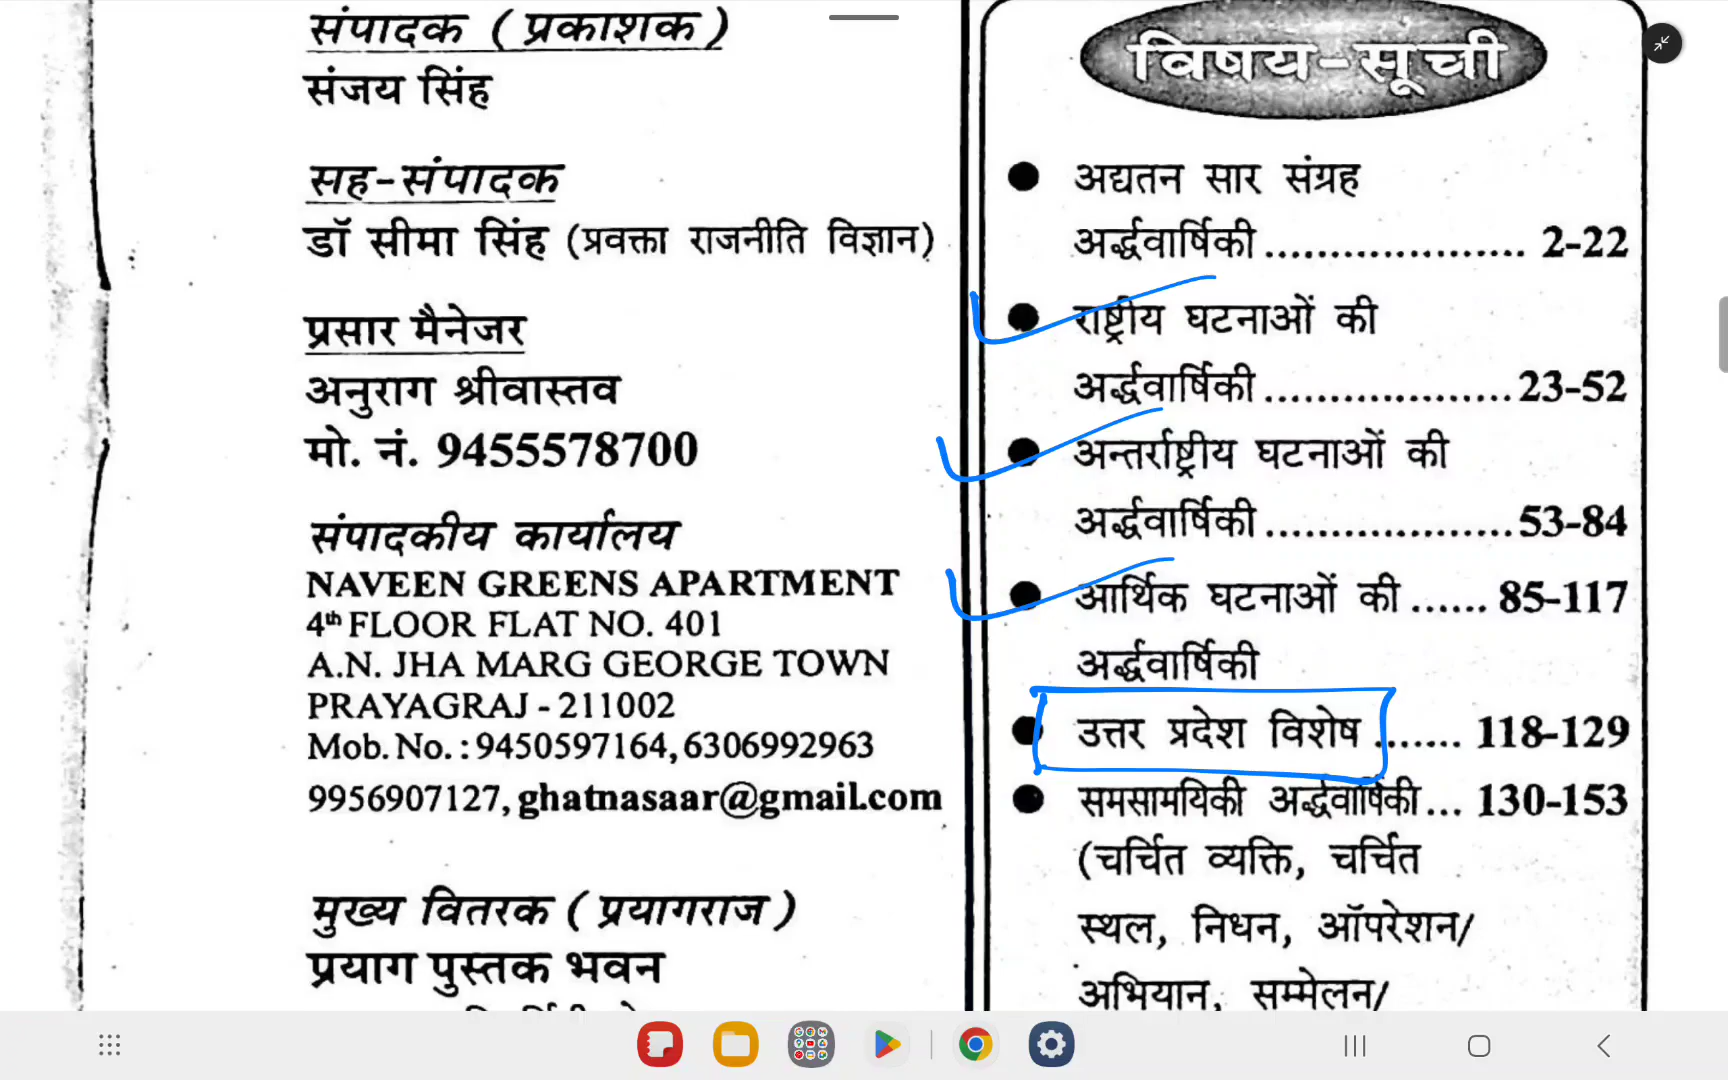 संपादक (प्रकाशक)
संजय सिंह
सह-संपादक
डॉ सीमा सिंह (प्रवक्ता राजनीति विज्ञान)
प्रसार मैनेजर
अनुराग श्रीवास्तव
मो. नं. 9455578700
संपादकीय कार्यालय
NAVEEN GREENS APARTMENT
4th FLOOR FLAT NO. 401
A.N. JHA MARG GEORGE TOWN
PRAYAGRAJ - 211002
Mob. No. : 9450597164, 6306992963
9956907127, ghatnasaar@gmail.com
मुख्य वितरक (प्रयागराज)
प्रयाग पुस्तक भवन
विषय-सूची
● अद्यतन सार संग्रह
अर्द्धवार्षिकी .................... 2-22
● राष्ट्रीय घटनाओं की
अर्द्धवार्षिकी ................... 23-52
● अन्तर्राष्ट्रीय घटनाओं की
अर्द्धवार्षिकी ................... 53-84
● आर्थिक घटनाओं की ...... 85-117
अर्द्धवार्षिकी
● उत्तर प्रदेश विशेष ....... 118-129
● समसामयिकी अर्द्धवार्षिकी ... 130-153
(चर्चित व्यक्ति, चर्चित
स्थल, निधन, ऑपरेशन/
अभियान, सम्मेलन/